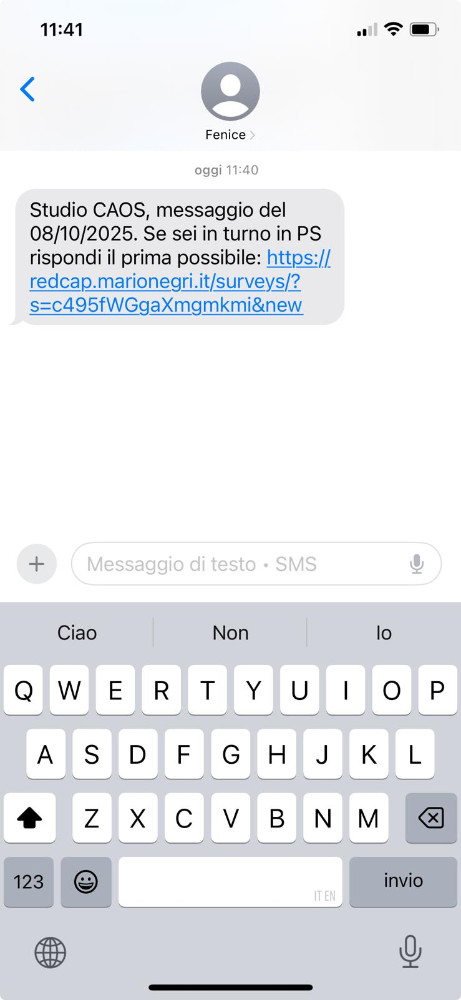 11:41
Fenice
oggi 11:40
Studio CAOS, messaggio del
08/10/2025. Se sei in turno in PS
rispondi il prima possibile: https://
redcap.marionegri.it/surveys/?
s=c495fWGgaXmgmkmi&new
Messaggio di testo • SMS
Ciao Non Io
Q W E R T Y U I O P
A S D F G H J K L
Z X C V B N M
123 IT EN invio